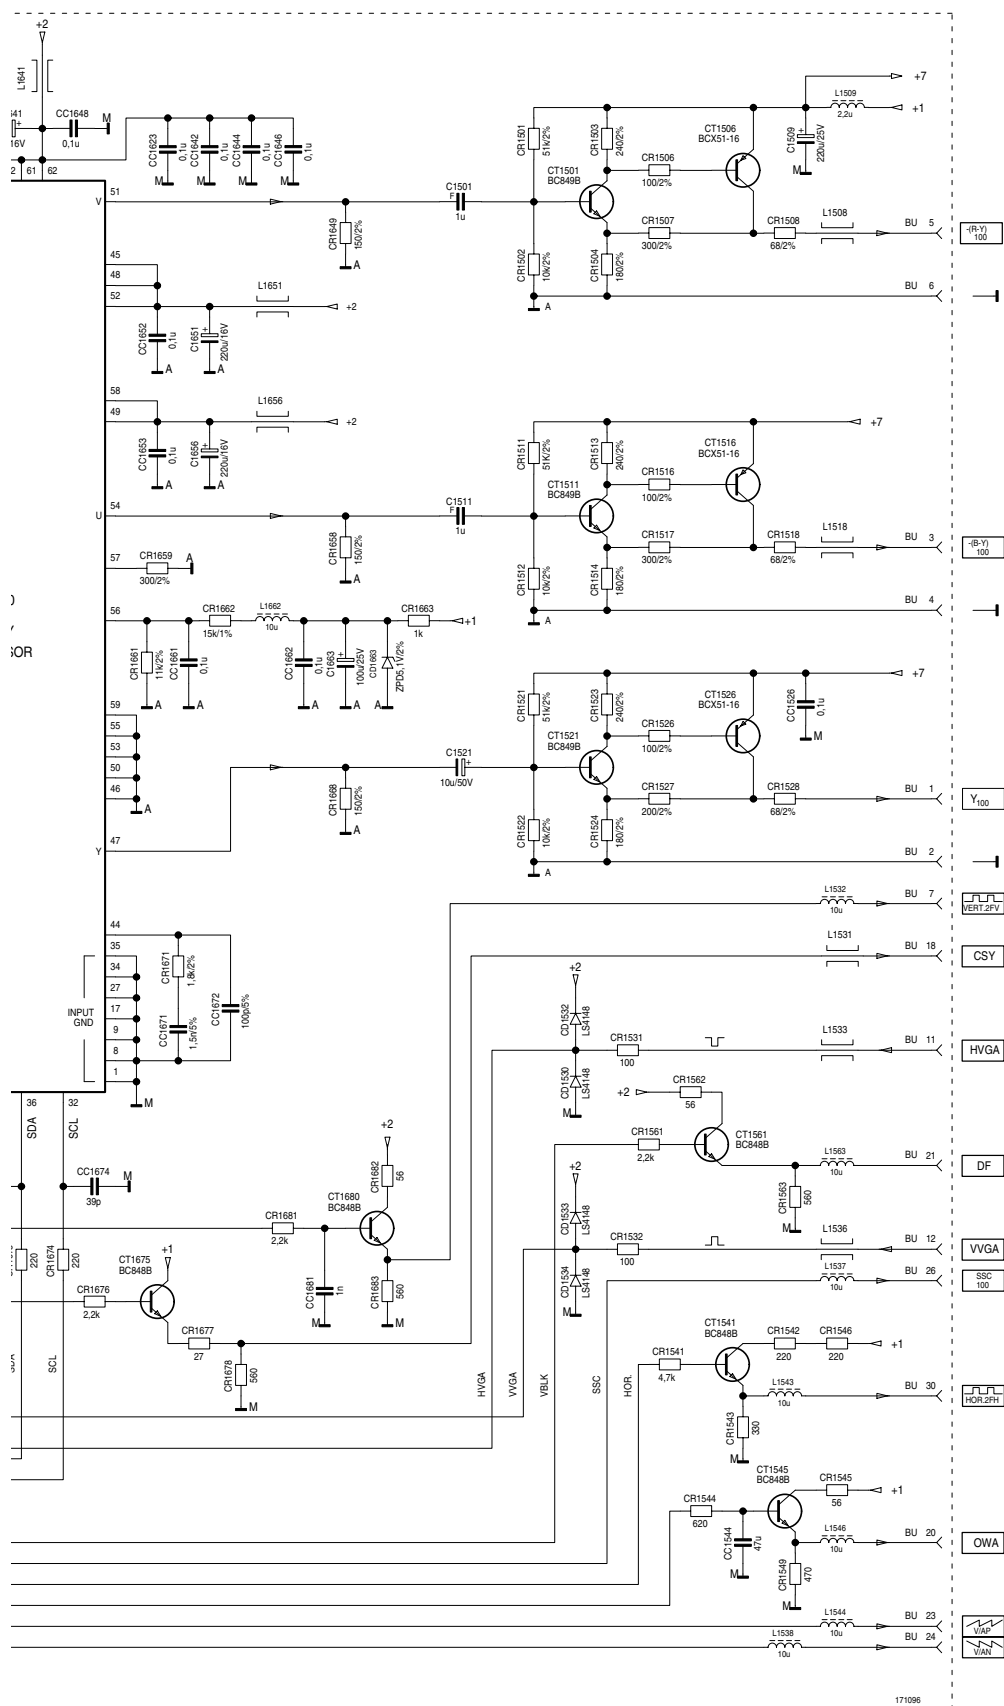 +2
L1641
641
16V
CC1648
0,1u
M
2
61
62
CC1623
0,1u
CC1642
0,1u
CC1644
0,1u
CC1646
0,1u
M
M
M
M
+7
L1509
2,2u
+1
C1509
220u/25V
M
CR1501
51k/2%
CR1503
240/2%
CT1506
BCX51-16
CT1501
BC849B
CR1506
100/2%
51
V
CR1649
150/2%
A
C1501
F
1u
CR1507
300/2%
CR1508
68/2%
L1508
BU 5
-(R-Y)
100
CR1502
10k/2%
CR1504
180/2%
A
BU 6
45
48
52
L1651
+2
CC1652
0,1u
C1651
220u/16V
A
A
58
49
L1656
+2
CC1653
0,1u
C1656
220u/16V
A
A
+7
CR1511
51K/2%
CR1513
240/2%
CT1516
BCX51-16
CT1511
BC849B
CR1516
100/2%
54
U
CR1658
150/2%
A
C1511
F
1u
CR1517
300/2%
CR1518
68/2%
L1518
BU 3
-(B-Y)
100
57
CR1659
300/2%
A
CR1512
10k/2%
CR1514
180/2%
A
BU 4
SOR
56
CR1662
15k/1%
L1662
10u
CR1663
1k
+1
CR1661
11k/2%
CC1661
0,1u
CC1662
0,1u
C1663
100u/25V
CD1663
ZPD5,1V/2%
A
A
A
A
A
+7
CR1521
51k/2%
CR1523
240/2%
CT1526
BCX51-16
CC1526
0,1u
M
CT1521
BC849B
CR1526
100/2%
59
55
53
50
46
A
CR1668
150/2%
A
C1521
10u/50V
CR1527
200/2%
CR1528
68/2%
BU 1
Y100
47
Y
CR1522
10k/2%
CR1524
180/2%
A
BU 2
L1532
10u
BU 7
VERT.2FV
44
35
34
27
17
9
8
1
INPUT
GND
CR1671
1,8k/2%
CC1671
1,5n/5%
CC1672
100p/5%
M
L1531
BU 18
CSY
+2
CD1532
LS4148
CD1530
LS4148
M
CR1531
100
L1533
BU 11
HVGA
36
SDA
32
SCL
+2
CR1562
56
CR1561
2,2k
CT1561
BC848B
L1563
10u
BU 21
DF
CR1563
560
M
CC1674
39p
M
+2
CR1682
56
CT1680
BC848B
CR1681
2,2k
CC1681
1n
M
CR1683
560
M
+2
CD1533
LS4148
CD1534
LS4148
M
CR1532
100
L1536
BU 12
VVGA
L1537
10u
BU 26
SSC
100
220
CR1674
220
CT1675
BC848B
+1
CR1676
2,2k
CR1677
27
CR1678
560
M
SDA
SCL
HVGA
VVGA
VBLK
SSC
HOR.
CR1541
4,7k
CT1541
BC848B
CR1542
220
CR1546
220
+1
L1543
10u
BU 30
HOR.2FH
CR1543
330
M
CT1545
BC848B
CR1545
56
+1
CR1544
620
CC1544
47u
M
L1546
10u
BU 20
OWA
CR1549
470
M
L1544
10u
BU 23
V/AP
L1538
10u
BU 24
V/AN
171096